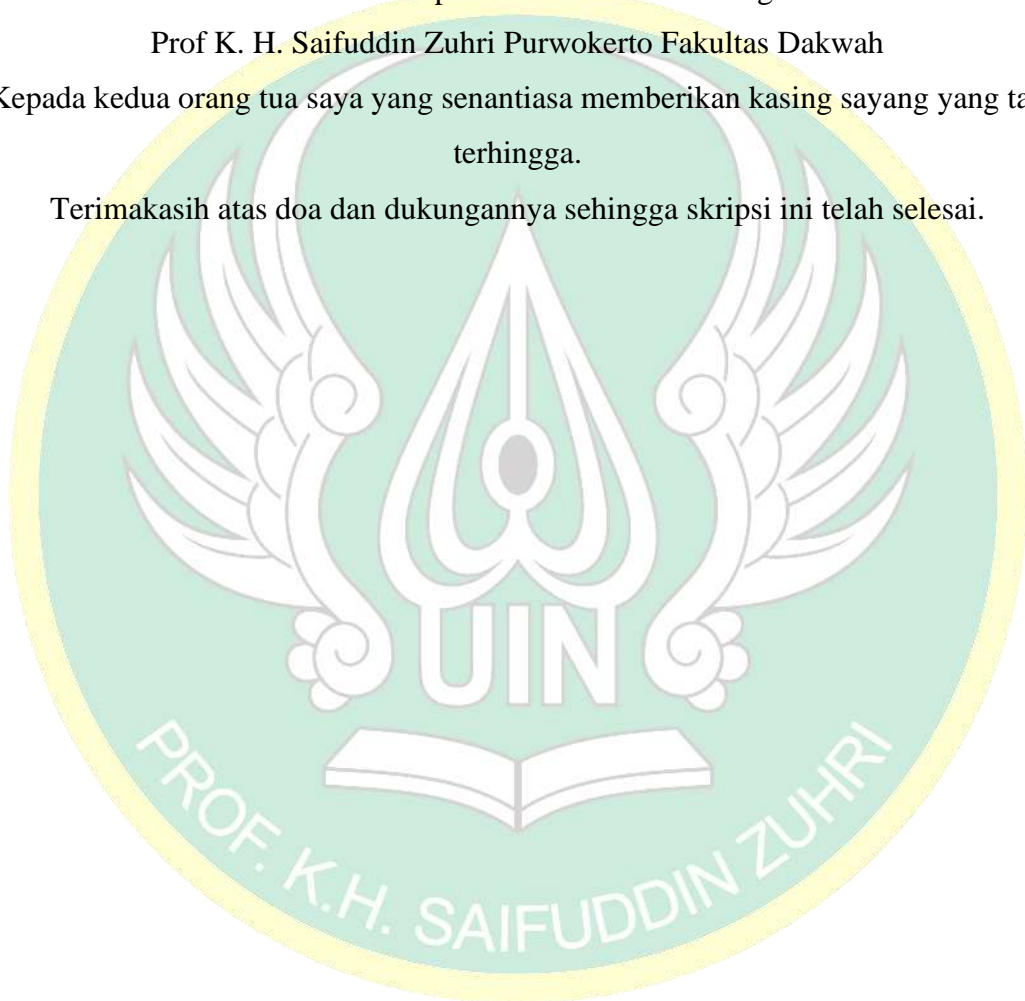 Prof K. H. Saifuddin Zuhri Purwokerto Fakultas Dakwah
Kepada kedua orang tua saya yang senantiasa memberikan kasing sayang yang
terhingga.
Terimakasih atas doa dan dukungannya sehingga skripsi ini telah selesai.
UIN
PROF. K.H. SAIFUDDIN ZUHRI